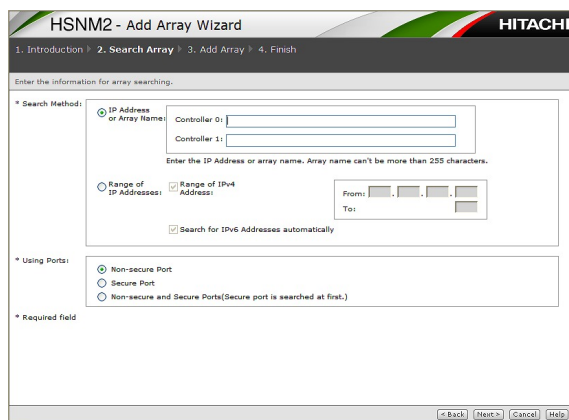 HSNM2 - Add Array Wizard
HITACHI
1. Introduction 2. Search Array 3. Add Array 4. Finish
Enter the information for array searching.
* Search Method:
IP Address or Array Name:
Controller 0:
Controller 1:
Enter the IP Address or array name. Array name can't be more than 255 characters.
Range of IP Addresses:
Range of IPv4 Address:
From: . . .
To:
Search for IPv6 Addresses automatically
* Using Ports:
Non-secure Port
Secure Port
Non-secure and Secure Ports(Secure port is searched at first.)
* Required field
< Back Next > Cancel Help